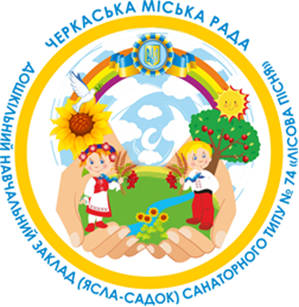 ЧЕРКАСЬКА МІСЬКА РАДА
ДОШКІЛЬНИЙ НАВЧАЛЬНИЙ ЗАКЛАД (ЯСЛА-САДОК) САНАТОРНОГО ТИПУ № 74 «ЛІСОВА ПІСНЯ»